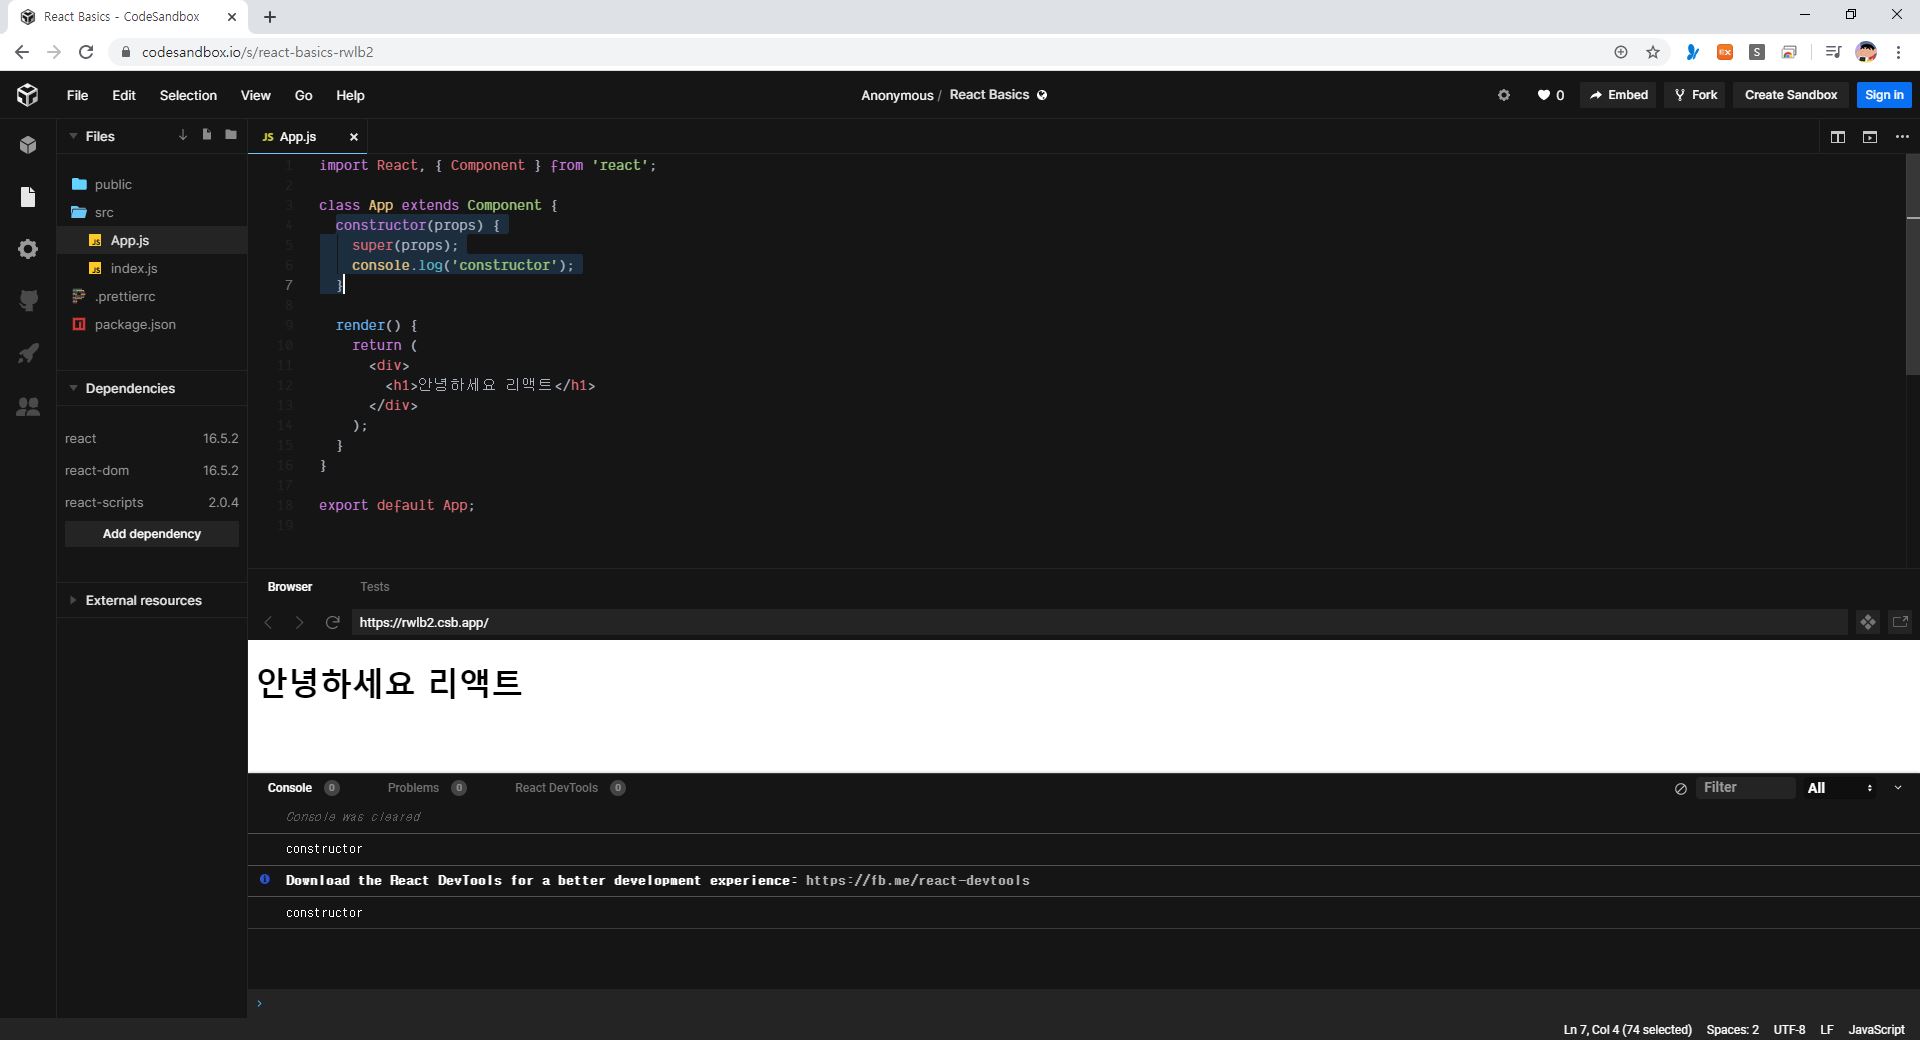 React Basics - CodeSandbox
codesandbox.io/s/react-basics-rwlb2
EX
S
File Edit Selection View Go Help
Anonymous / React Basics
0 Embed Fork Create Sandbox Sign in
Files
JS App.js
public
src
JS App.js
JS index.js
.prettierrc
package.json
Dependencies
react 16.5.2
react-dom 16.5.2
react-scripts 2.0.4
Add dependency
External resources
1 import React, { Component } from 'react';
2
3 class App extends Component {
4 constructor(props) {
5 super(props);
6 console.log('constructor');
7 }
8
9 render() {
10 return (
11 <div>
12 <h1>안녕하세요 리액트</h1>
13 </div>
14 );
15 }
16 }
17
18 export default App;
19
Browser Tests
https://rwlb2.csb.app/
안녕하세요 리액트
Console 0 Problems 0 React DevTools 0
Filter All
Console was cleared
constructor
Download the React DevTools for a better development experience: https://fb.me/react-devtools
constructor
›
Ln 7, Col 4 (74 selected) Spaces: 2 UTF-8 LF JavaScript